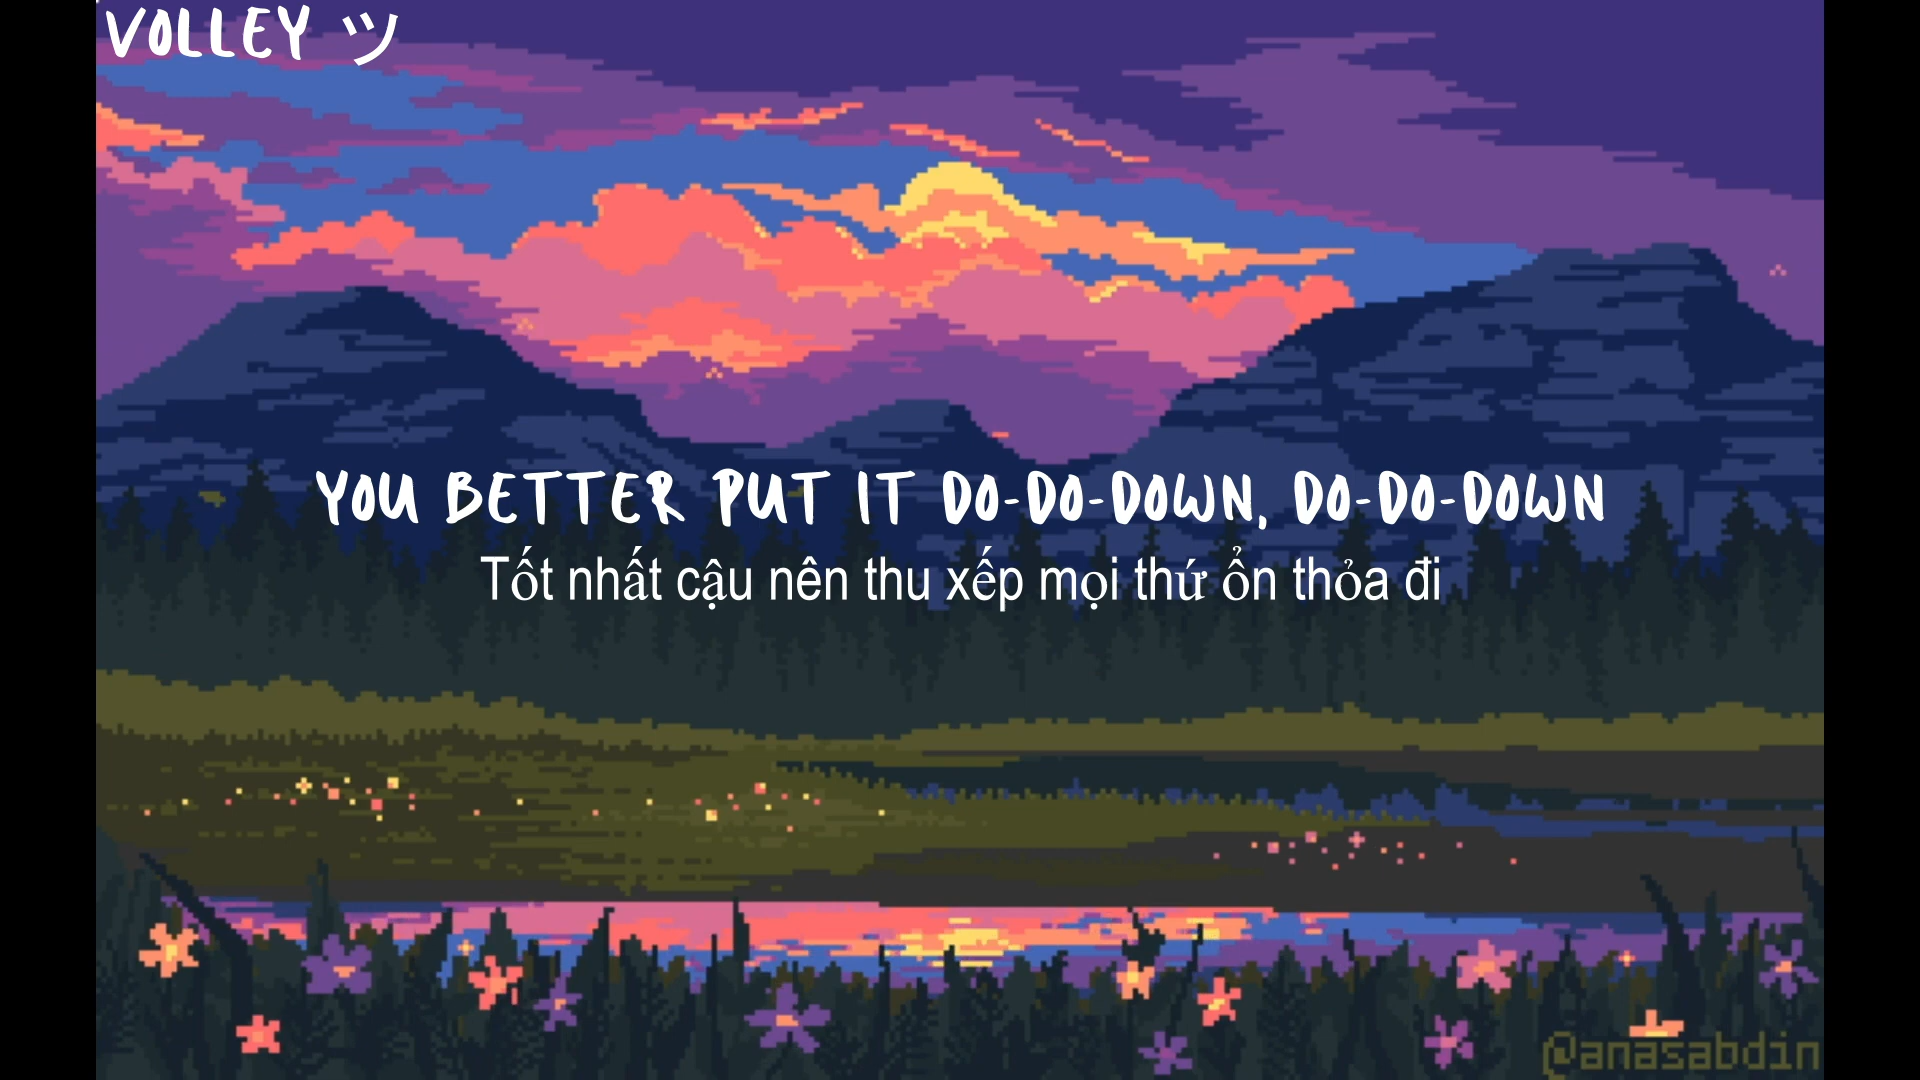 VOLLEY ツ
YOU BETTER PUT IT DO-DO-DOWN, DO-DO-DOWN
Tốt nhất cậu nên thu xếp mọi thứ ổn thỏa đi
@anasabdin